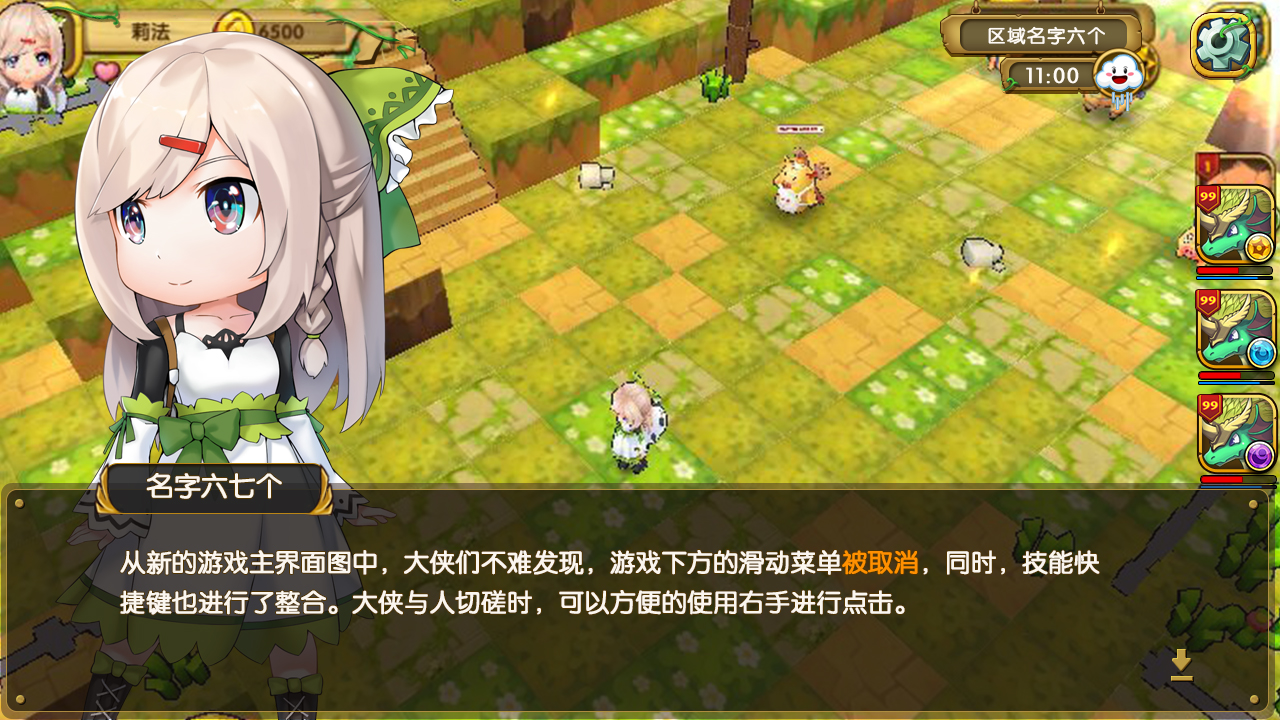 莉法
6500
区域名字六个
11:00
1
99
99
99
名字六七个
从新的游戏主界面图中，大侠们不难发现，游戏下方的滑动菜单被取消，同时，技能快
捷键也进行了整合。大侠与人切磋时，可以方便的使用右手进行点击。